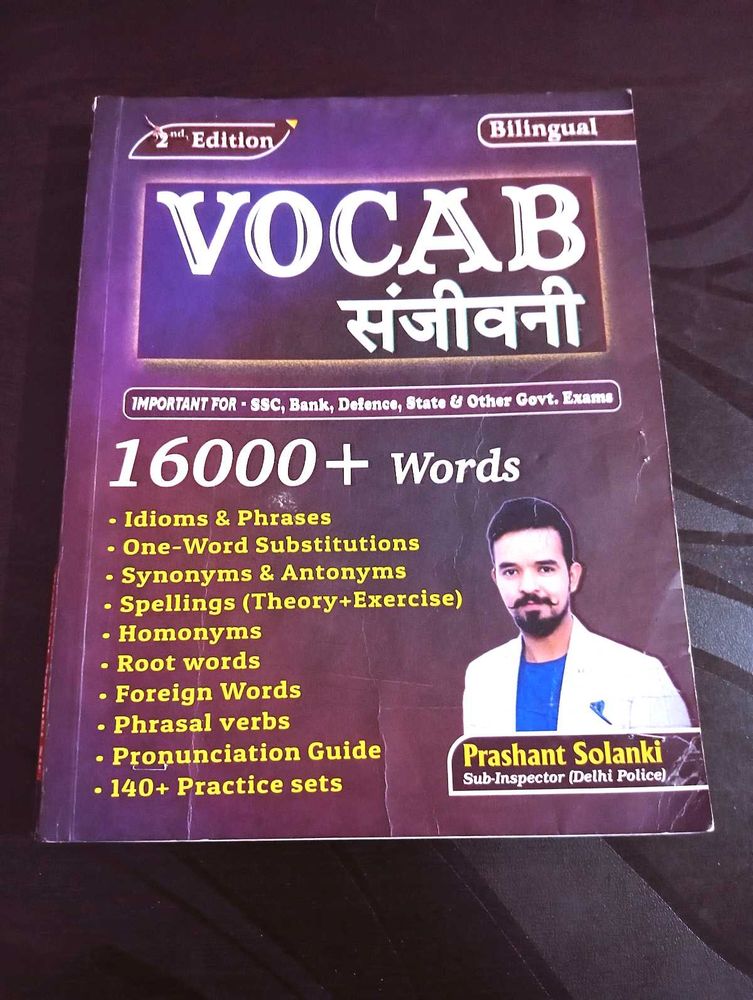 2nd Edition
Bilingual
VOCAB
संजीवनी
IMPORTANT FOR - SSC, Bank, Defence, State & Other Govt. Exams
16000+ Words
• Idioms & Phrases
• One-Word Substitutions
• Synonyms & Antonyms
• Spellings (Theory+Exercise)
• Homonyms
• Root words
• Foreign Words
• Phrasal verbs
• Pronunciation Guide
• 140+ Practice sets
Prashant Solanki
Sub-Inspector (Delhi Police)